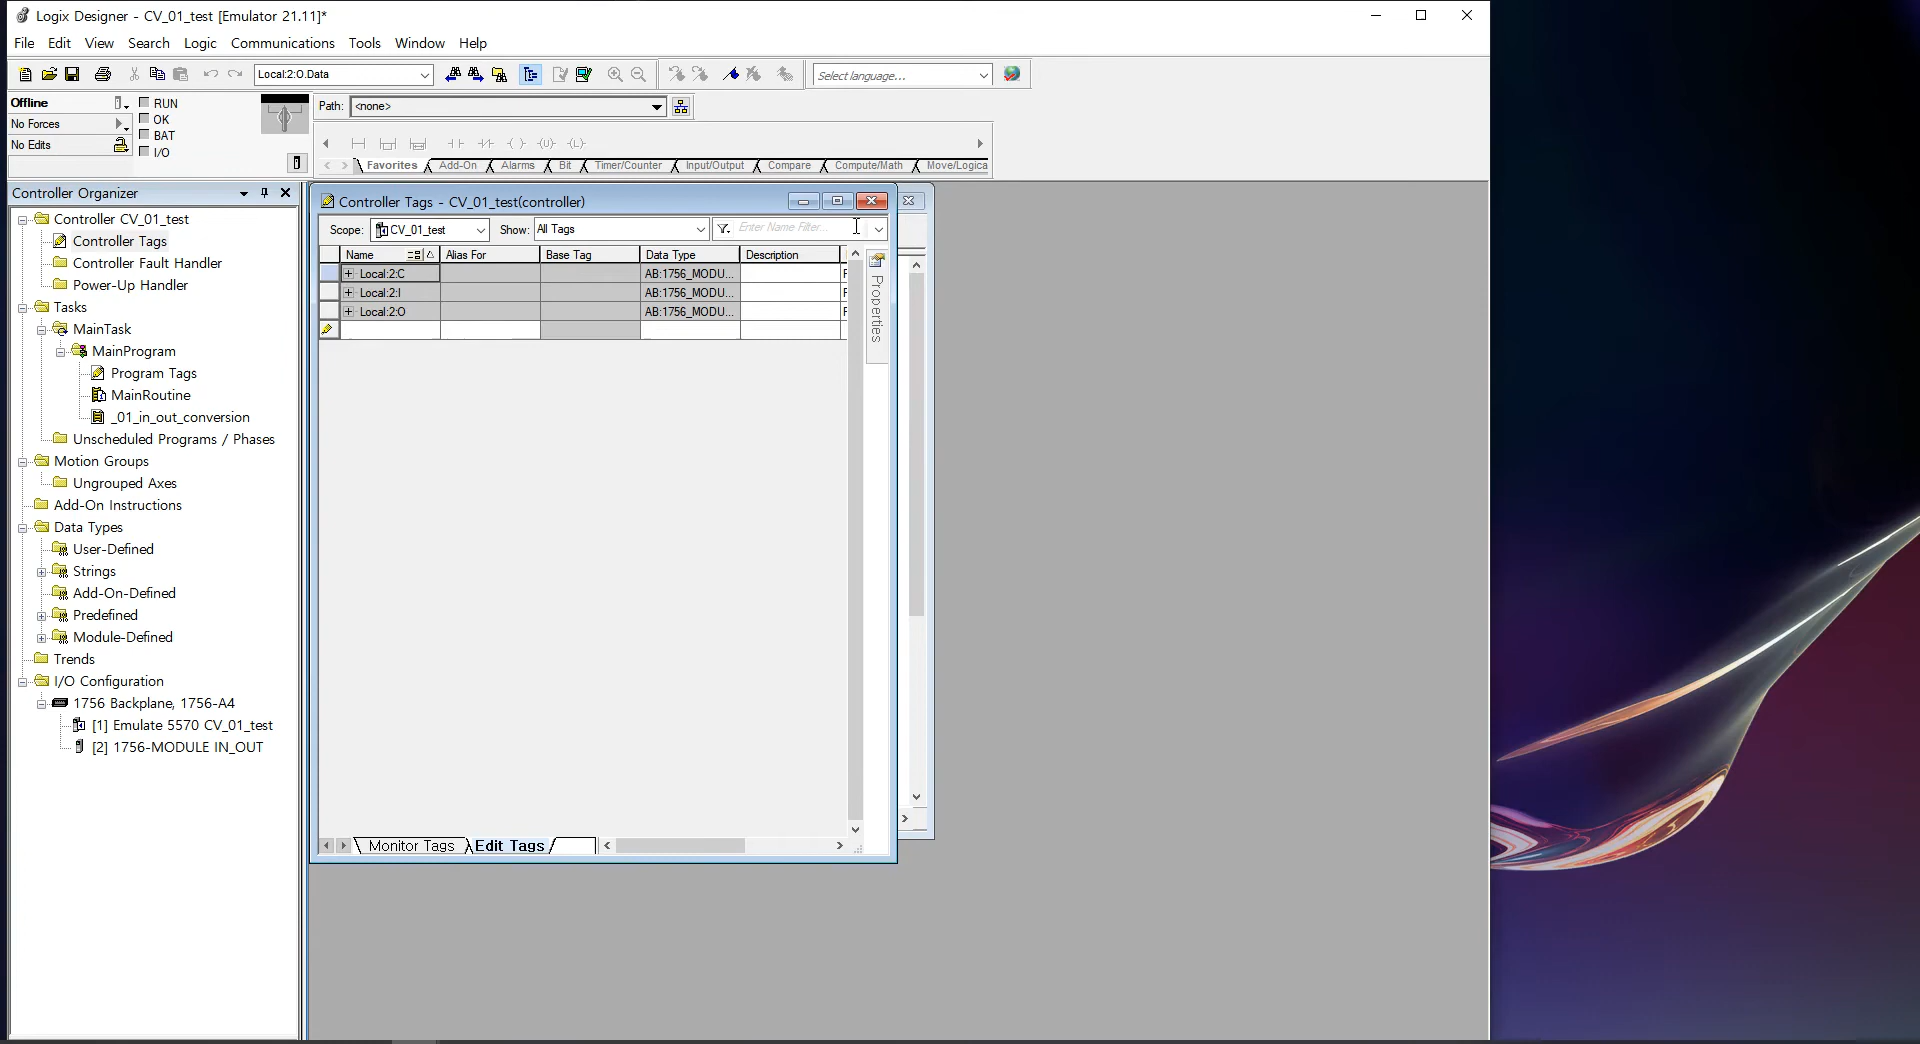 Logix Designer - CV_01_test [Emulator 21.11]*
File Edit View Search Logic Communications Tools Window Help
Local:2:O.Data
Select language...
Offline
RUN
No Forces
OK
No Edits
BAT
I/O
Path: <none>
Favorites Add-On Alarms Bit Timer/Counter Input/Output Compare Compute/Math Move/Logica
Controller Organizer
Controller CV_01_test
Controller Tags
Controller Fault Handler
Power-Up Handler
Tasks
MainTask
MainProgram
Program Tags
MainRoutine
_01_in_out_conversion
Unscheduled Programs / Phases
Motion Groups
Ungrouped Axes
Add-On Instructions
Data Types
User-Defined
Strings
Add-On-Defined
Predefined
Module-Defined
Trends
I/O Configuration
1756 Backplane, 1756-A4
[1] Emulate 5570 CV_01_test
[2] 1756-MODULE IN_OUT
Controller Tags - CV_01_test(controller)
Scope: CV_01_test Show: All Tags Enter Name Filter...
Name Alias For Base Tag Data Type Description
Local:2:C AB:1756_MODU...
Local:2:I AB:1756_MODU...
Local:2:O AB:1756_MODU...
Properties
Monitor Tags Edit Tags